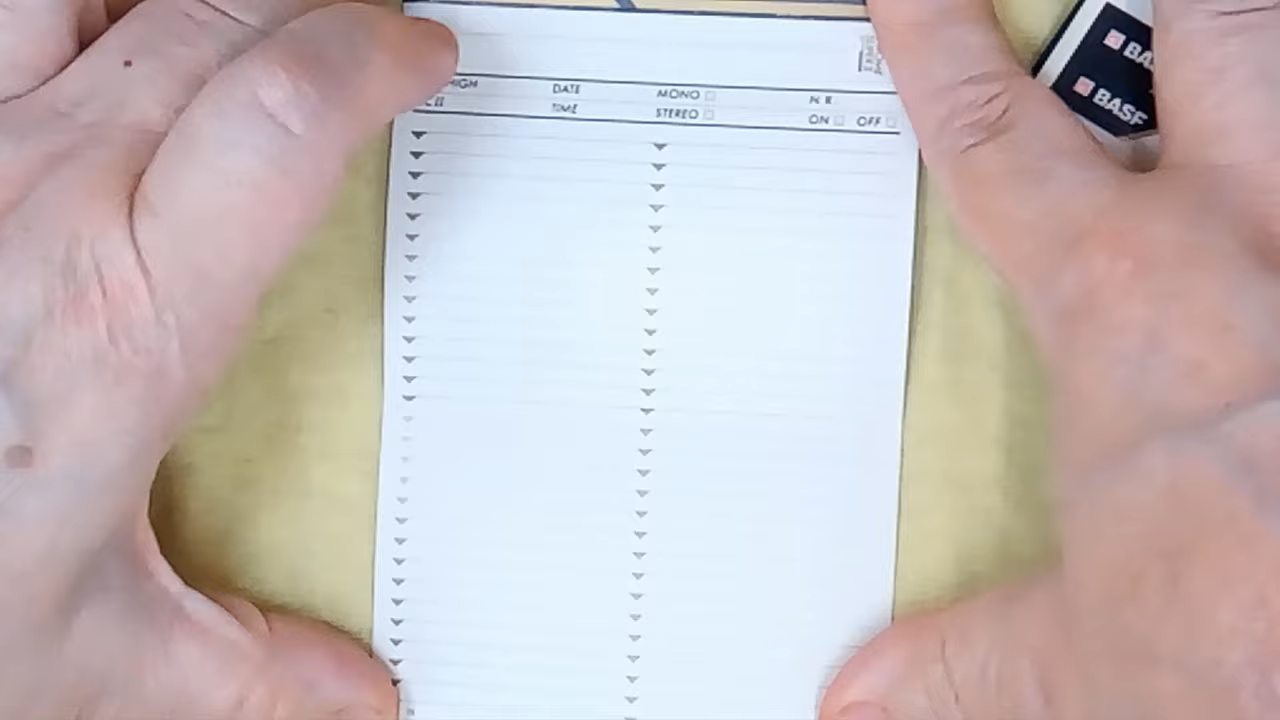 HIGH DATE MONO N.R.
TIME STEREO ON OFF
BASF
BASF